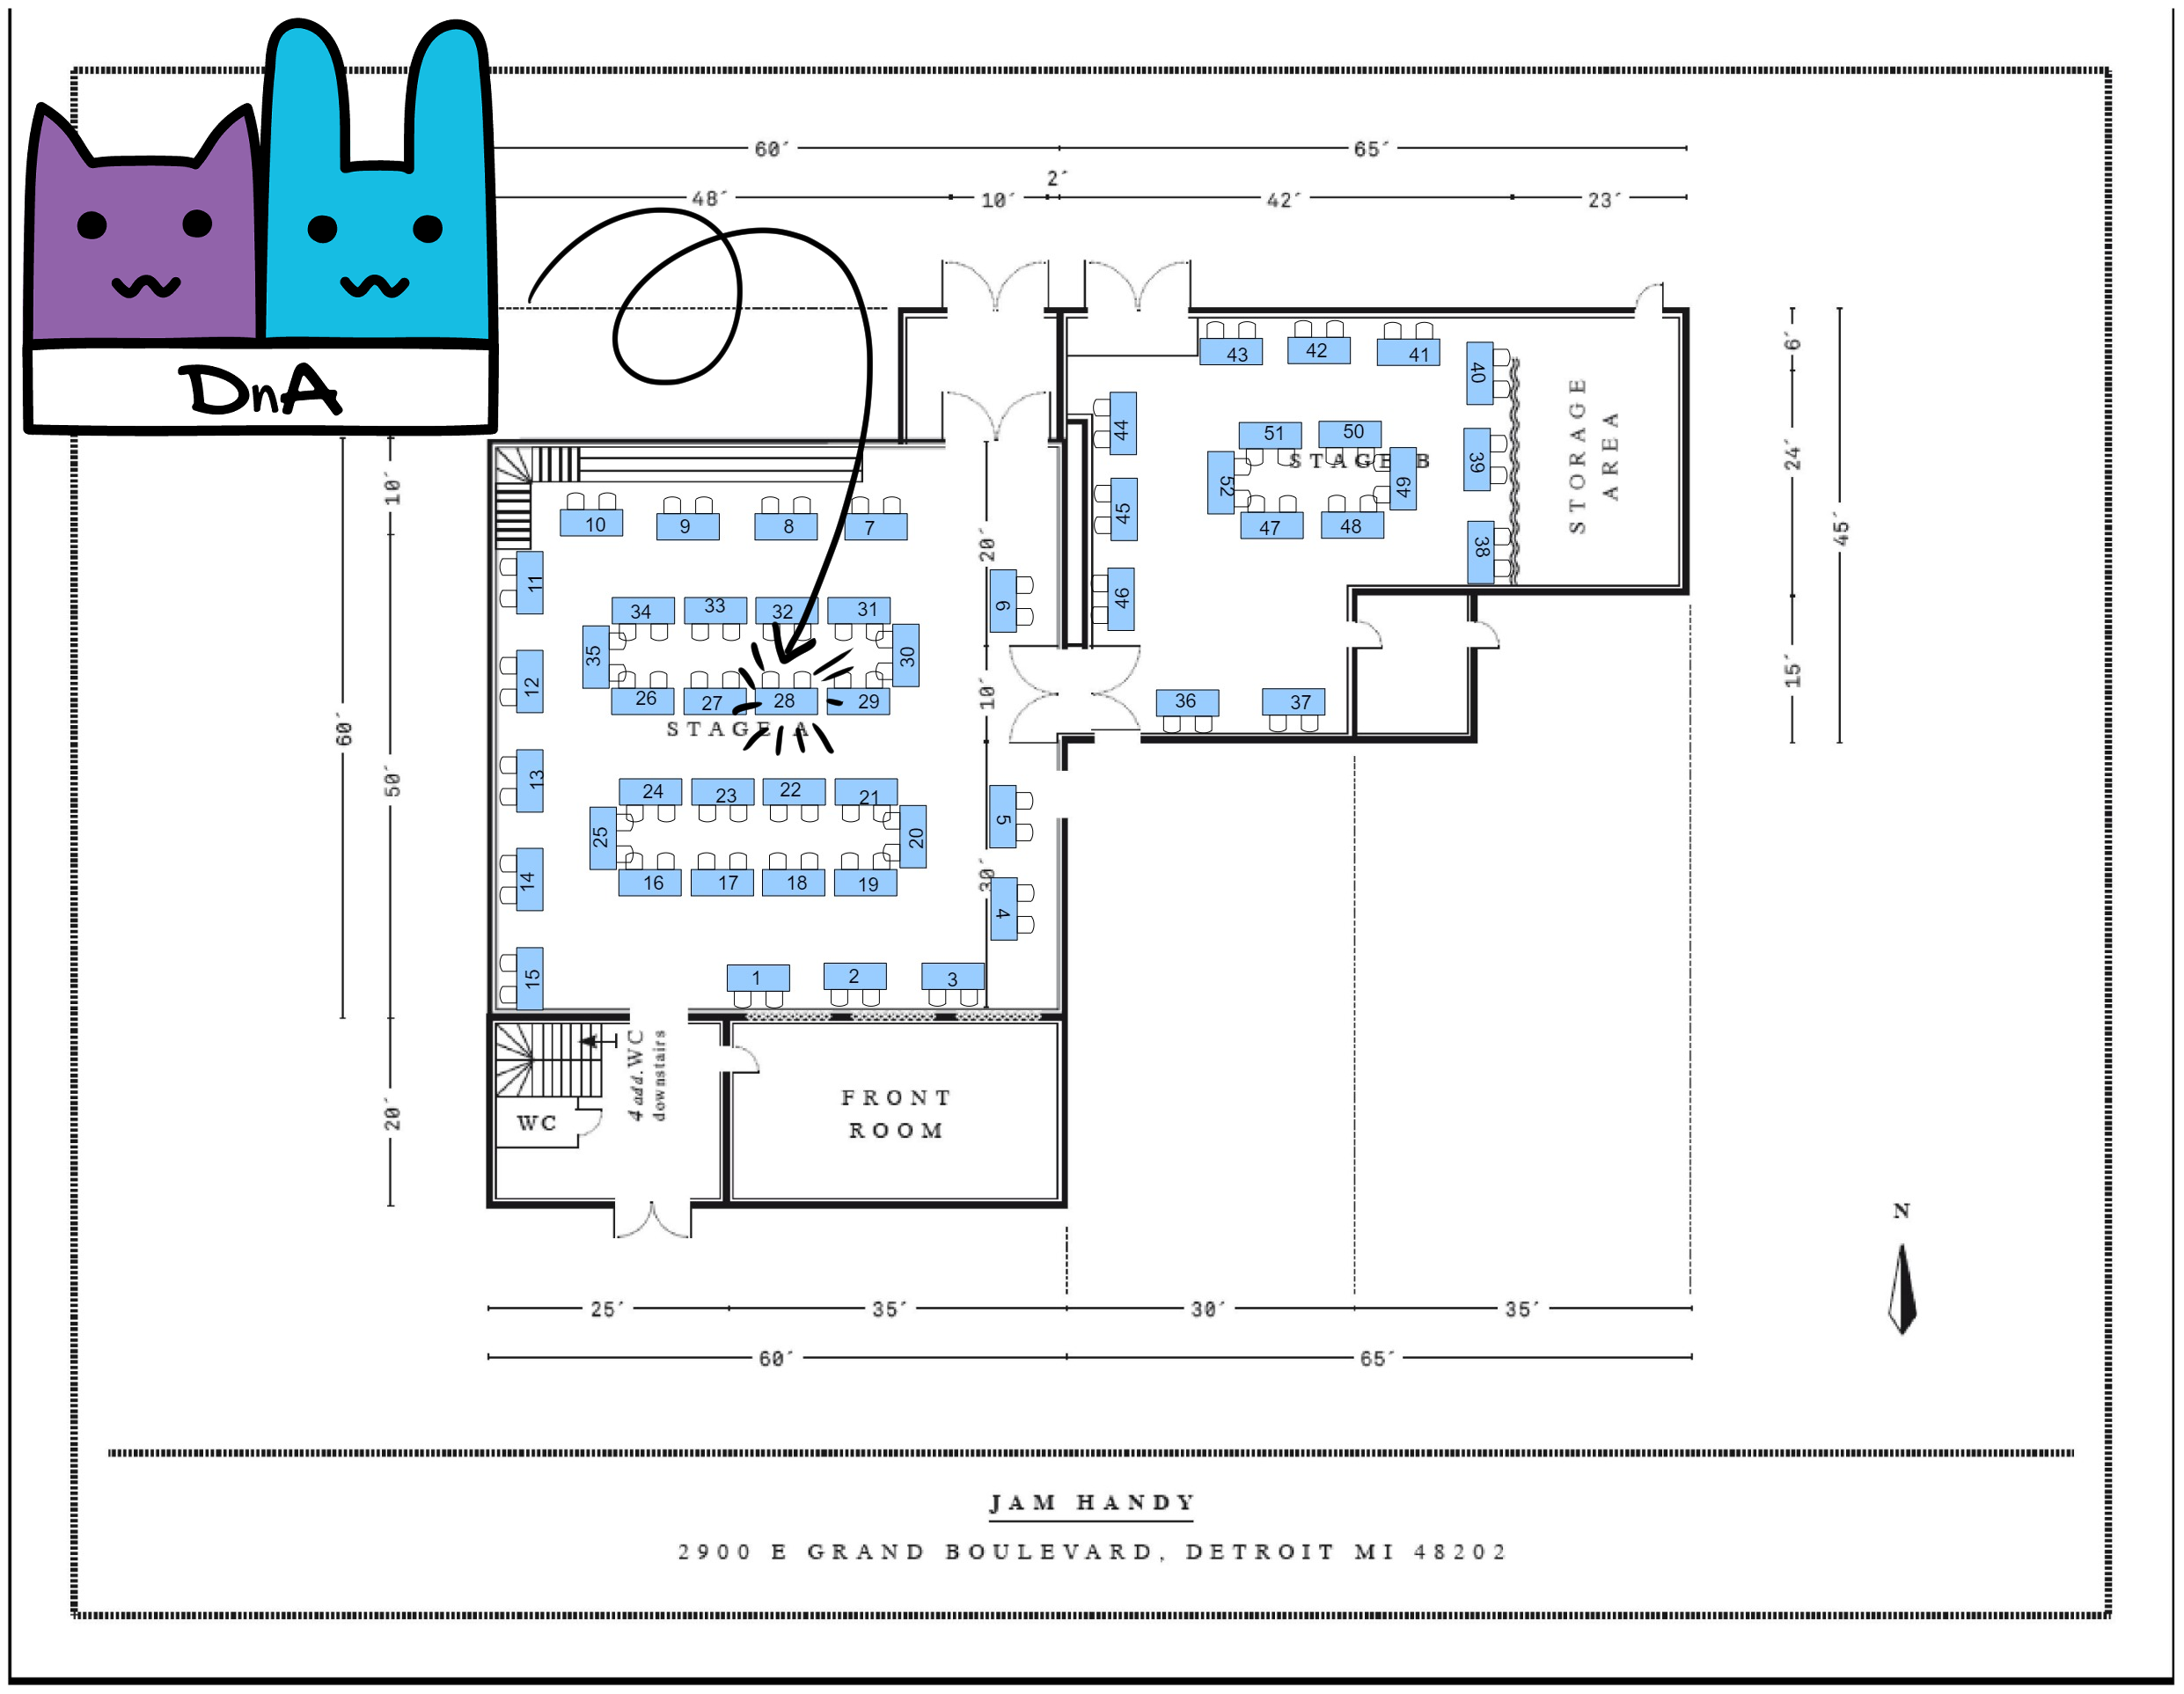 DnA
60´ 65´
2´
48´ 10´ 42´ 23´
43 42 41
40
6´
STORAGE
AREA
44
51 50
STAGE B
52 49
39
24´
45´
47 48
45
38
46
10´
10 9 8 7
20´
11
6
34 33 32 31
35 30
26 27 28 29
STAGE A
12
10´
36 37
15´
60´
50´
13
24 23 22 21
25 20
16 17 18 19
5
30´
14
4
15
1 2 3
4 add. WC
downstairs
WC
FRONT
ROOM
20´
N
25´ 35´ 30´ 35´
60´ 65´
JAM HANDY
2900 E GRAND BOULEVARD, DETROIT MI 48202